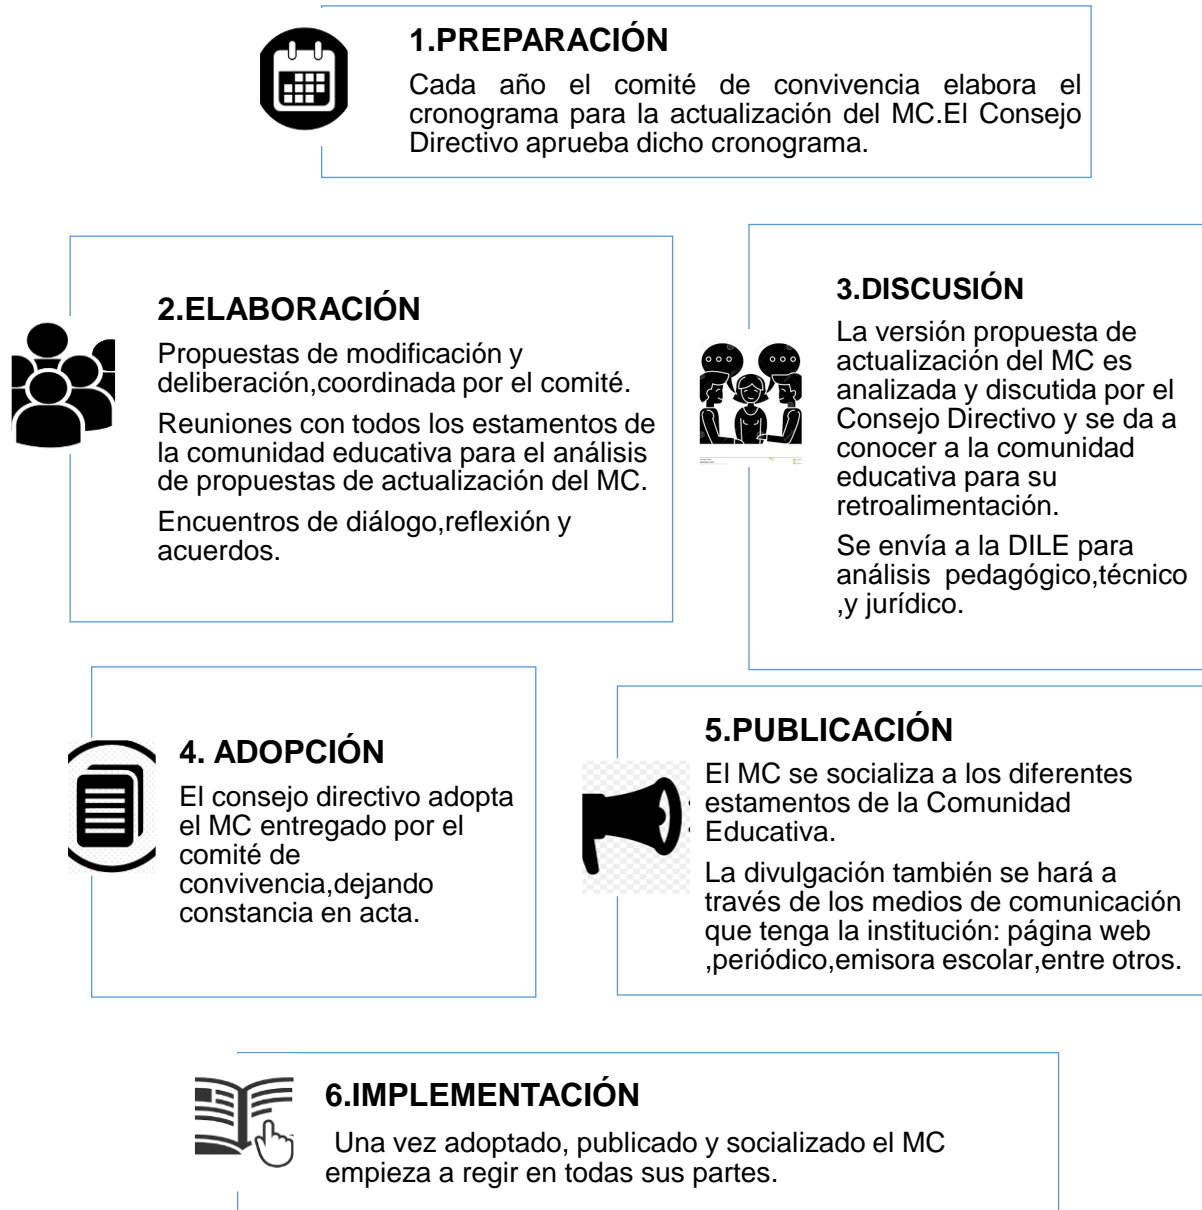 1.PREPARACIÓN
Cada año el comité de convivencia elabora el
cronograma para la actualización del MC.El Consejo
Directivo aprueba dicho cronograma.
2.ELABORACIÓN
Propuestas de modificación y
deliberación,coordinada por el comité.
Reuniones con todos los estamentos de
la comunidad educativa para el análisis
de propuestas de actualización del MC.
Encuentros de diálogo,reflexión y
acuerdos.
3.DISCUSIÓN
La versión propuesta de
actualización del MC es
analizada y discutida por el
Consejo Directivo y se da a
conocer a la comunidad
educativa para su
retroalimentación.
Se envía a la DILE para
análisis pedagógico,técnico
,y jurídico.
4. ADOPCIÓN
El consejo directivo adopta
el MC entregado por el
comité de
convivencia,dejando
constancia en acta.
5.PUBLICACIÓN
El MC se socializa a los diferentes
estamentos de la Comunidad
Educativa.
La divulgación también se hará a
través de los medios de comunicación
que tenga la institución: página web
,periódico,emisora escolar,entre otros.
6.IMPLEMENTACIÓN
Una vez adoptado, publicado y socializado el MC
empieza a regir en todas sus partes.